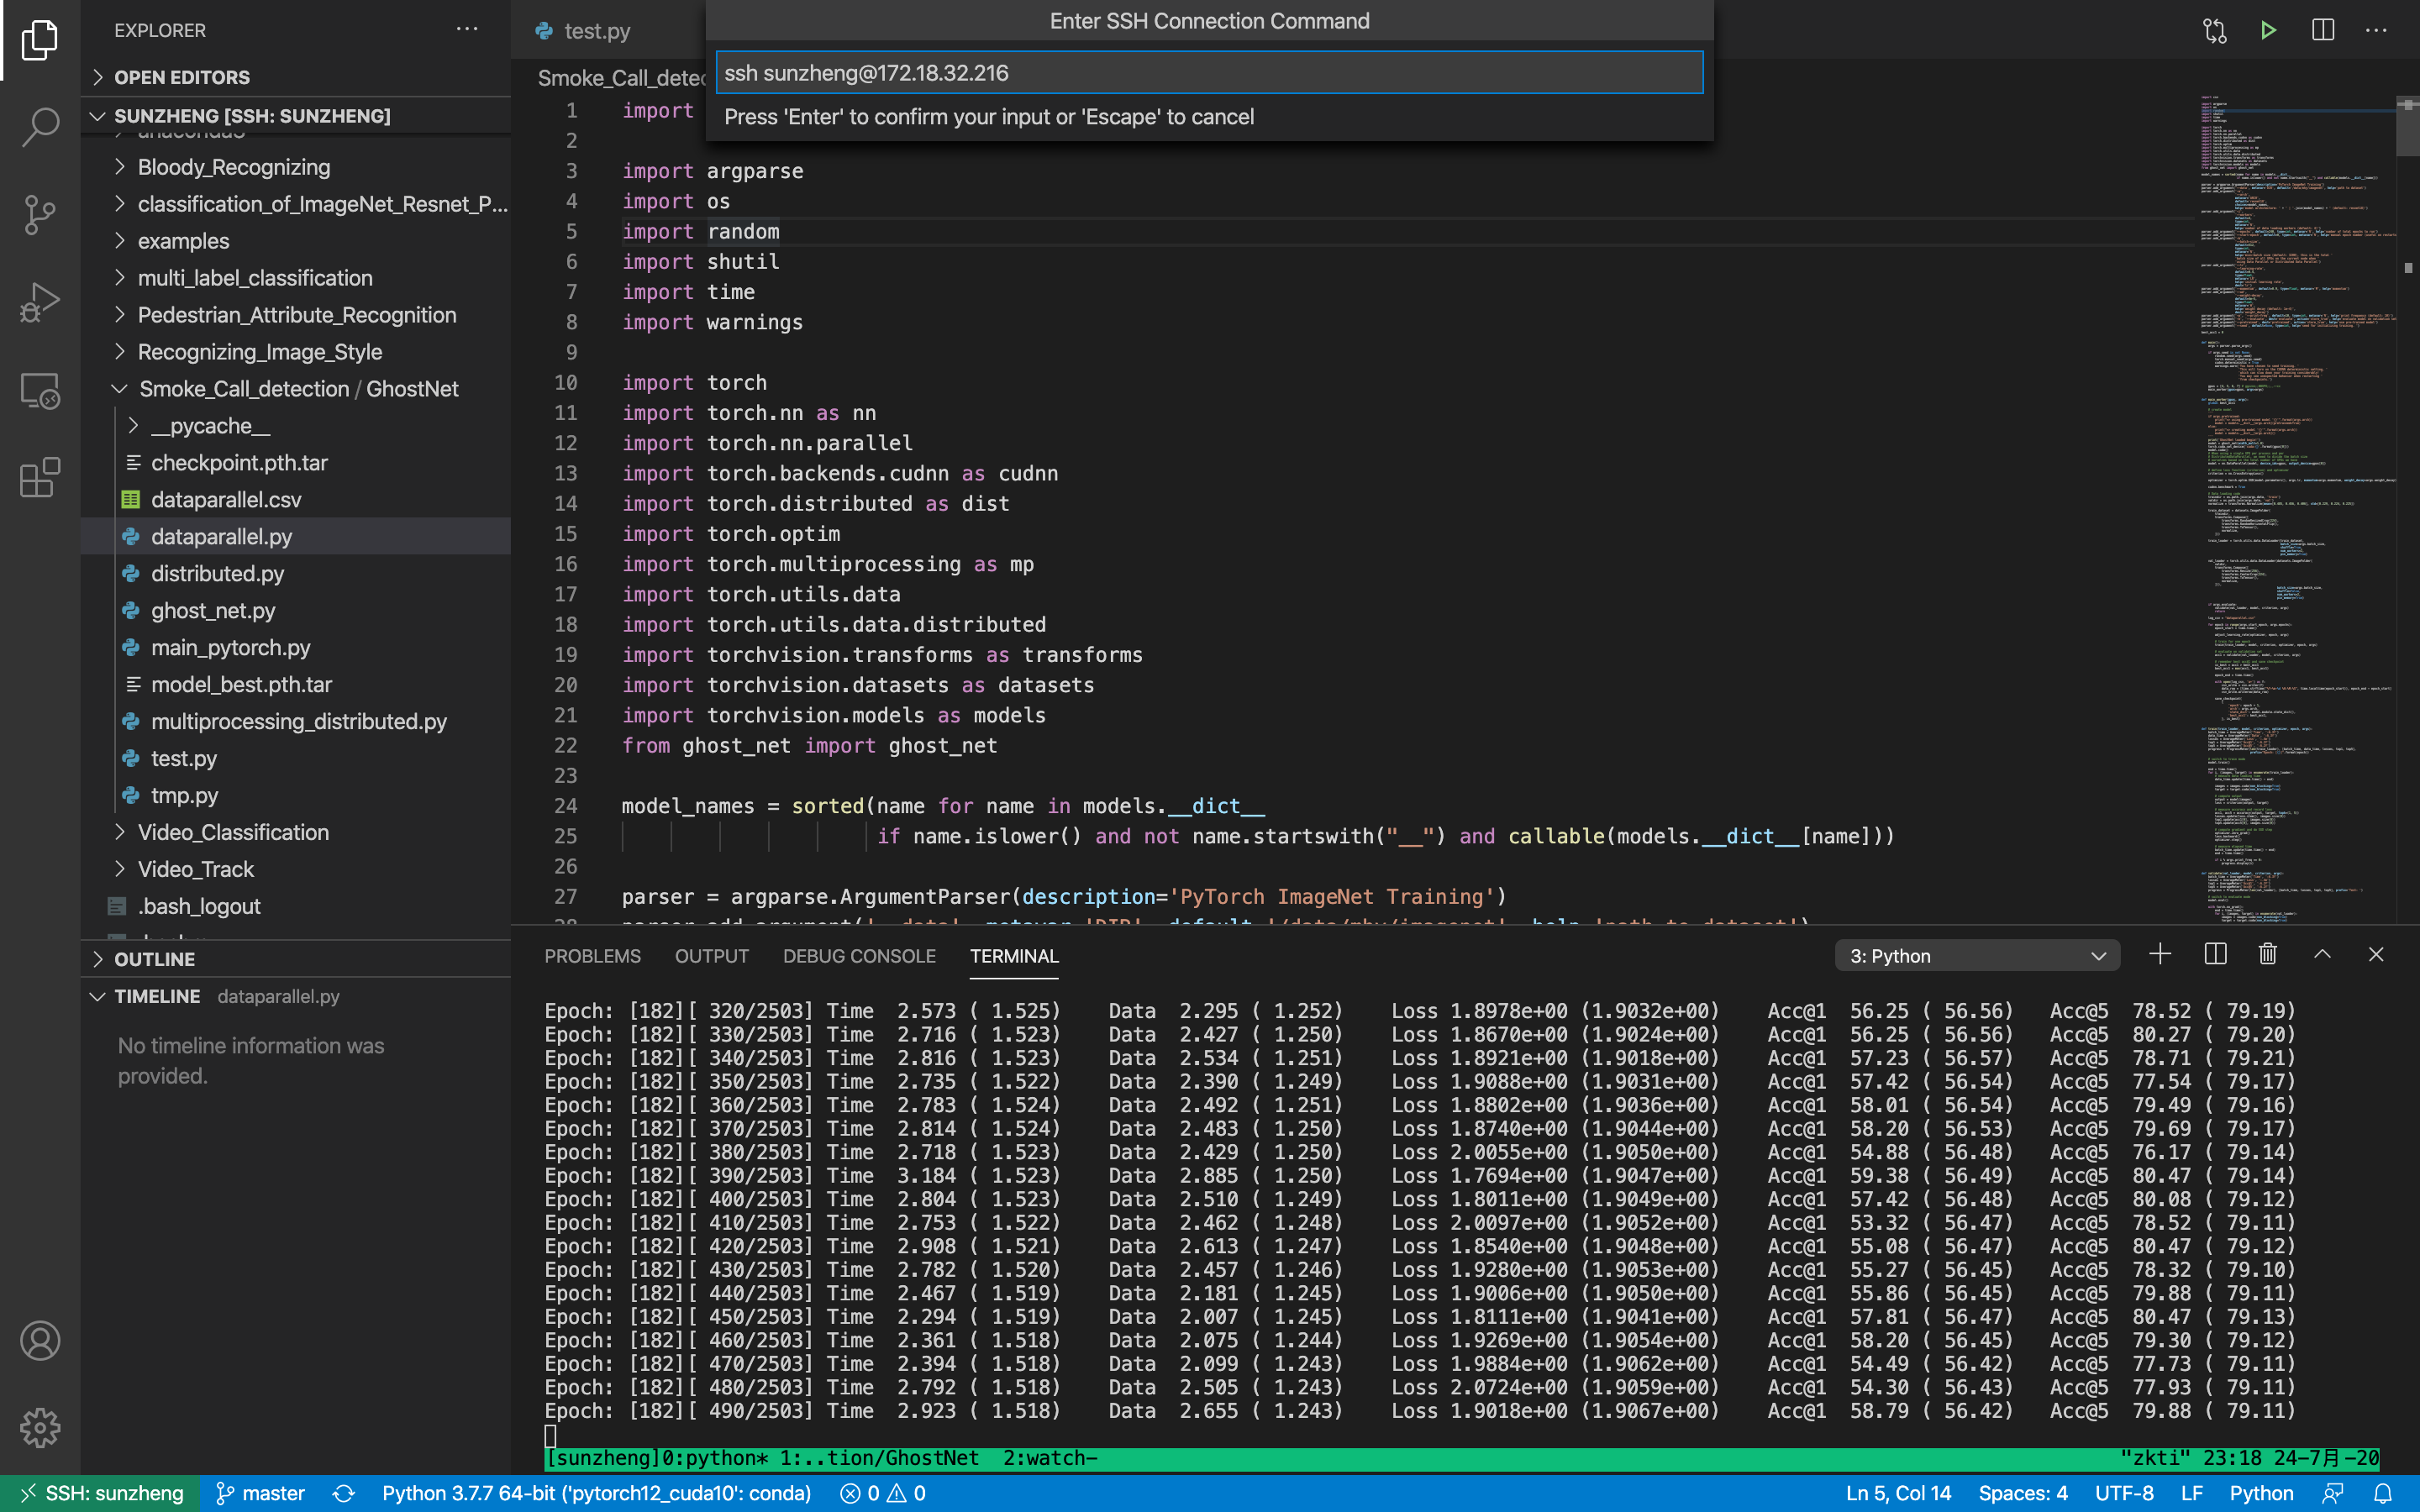 EXPLORER
OPEN EDITORS
SUNZHENG [SSH: SUNZHENG]
Bloody_Recognizing
classification_of_ImageNet_Resnet_P...
examples
multi_label_classification
Pedestrian_Attribute_Recognition
Recognizing_Image_Style
Smoke_Call_detection / GhostNet
__pycache__
checkpoint.pth.tar
dataparallel.csv
dataparallel.py
distributed.py
ghost_net.py
main_pytorch.py
model_best.pth.tar
multiprocessing_distributed.py
test.py
tmp.py
Video_Classification
Video_Track
.bash_logout
OUTLINE
TIMELINE dataparallel.py
No timeline information was
provided.
test.py
Enter SSH Connection Command
ssh sunzheng@172.18.32.216
Press 'Enter' to confirm your input or 'Escape' to cancel
Smoke_Call_detec
1 import
2
3 import argparse
4 import os
5 import random
6 import shutil
7 import time
8 import warnings
9
10 import torch
11 import torch.nn as nn
12 import torch.nn.parallel
13 import torch.backends.cudnn as cudnn
14 import torch.distributed as dist
15 import torch.optim
16 import torch.multiprocessing as mp
17 import torch.utils.data
18 import torch.utils.data.distributed
19 import torchvision.transforms as transforms
20 import torchvision.datasets as datasets
21 import torchvision.models as models
22 from ghost_net import ghost_net
23
24 model_names = sorted(name for name in models.__dict__
25 if name.islower() and not name.startswith("__") and callable(models.__dict__[name]))
26
27 parser = argparse.ArgumentParser(description='PyTorch ImageNet Training')
PROBLEMS OUTPUT DEBUG CONSOLE TERMINAL 3: Python
Epoch: [182][ 320/2503] Time 2.573 ( 1.525) Data 2.295 ( 1.252) Loss 1.8978e+00 (1.9032e+00) Acc@1 56.25 ( 56.56) Acc@5 78.52 ( 79.19)
Epoch: [182][ 330/2503] Time 2.716 ( 1.523) Data 2.427 ( 1.250) Loss 1.8670e+00 (1.9024e+00) Acc@1 56.25 ( 56.56) Acc@5 80.27 ( 79.20)
Epoch: [182][ 340/2503] Time 2.816 ( 1.523) Data 2.534 ( 1.251) Loss 1.8921e+00 (1.9018e+00) Acc@1 57.23 ( 56.57) Acc@5 78.71 ( 79.21)
Epoch: [182][ 350/2503] Time 2.735 ( 1.522) Data 2.390 ( 1.249) Loss 1.9088e+00 (1.9031e+00) Acc@1 57.42 ( 56.54) Acc@5 77.54 ( 79.17)
Epoch: [182][ 360/2503] Time 2.783 ( 1.524) Data 2.492 ( 1.251) Loss 1.8802e+00 (1.9036e+00) Acc@1 58.01 ( 56.54) Acc@5 79.49 ( 79.16)
Epoch: [182][ 370/2503] Time 2.814 ( 1.524) Data 2.483 ( 1.250) Loss 1.8740e+00 (1.9044e+00) Acc@1 58.20 ( 56.53) Acc@5 79.69 ( 79.17)
Epoch: [182][ 380/2503] Time 2.718 ( 1.523) Data 2.429 ( 1.250) Loss 2.0055e+00 (1.9050e+00) Acc@1 54.88 ( 56.48) Acc@5 76.17 ( 79.14)
Epoch: [182][ 390/2503] Time 3.184 ( 1.523) Data 2.885 ( 1.250) Loss 1.7694e+00 (1.9047e+00) Acc@1 59.38 ( 56.49) Acc@5 80.47 ( 79.14)
Epoch: [182][ 400/2503] Time 2.804 ( 1.523) Data 2.510 ( 1.249) Loss 1.8011e+00 (1.9049e+00) Acc@1 57.42 ( 56.48) Acc@5 80.08 ( 79.12)
Epoch: [182][ 410/2503] Time 2.753 ( 1.522) Data 2.462 ( 1.248) Loss 2.0097e+00 (1.9052e+00) Acc@1 53.32 ( 56.47) Acc@5 78.52 ( 79.11)
Epoch: [182][ 420/2503] Time 2.908 ( 1.521) Data 2.613 ( 1.247) Loss 1.8540e+00 (1.9048e+00) Acc@1 55.08 ( 56.47) Acc@5 80.47 ( 79.12)
Epoch: [182][ 430/2503] Time 2.782 ( 1.520) Data 2.457 ( 1.246) Loss 1.9280e+00 (1.9053e+00) Acc@1 55.27 ( 56.45) Acc@5 78.32 ( 79.10)
Epoch: [182][ 440/2503] Time 2.467 ( 1.519) Data 2.181 ( 1.245) Loss 1.9006e+00 (1.9050e+00) Acc@1 55.86 ( 56.45) Acc@5 79.88 ( 79.11)
Epoch: [182][ 450/2503] Time 2.294 ( 1.519) Data 2.007 ( 1.245) Loss 1.8111e+00 (1.9041e+00) Acc@1 57.81 ( 56.47) Acc@5 80.47 ( 79.13)
Epoch: [182][ 460/2503] Time 2.361 ( 1.518) Data 2.075 ( 1.244) Loss 1.9269e+00 (1.9054e+00) Acc@1 58.20 ( 56.45) Acc@5 79.30 ( 79.12)
Epoch: [182][ 470/2503] Time 2.394 ( 1.518) Data 2.099 ( 1.243) Loss 1.9884e+00 (1.9062e+00) Acc@1 54.49 ( 56.42) Acc@5 77.73 ( 79.11)
Epoch: [182][ 480/2503] Time 2.792 ( 1.518) Data 2.505 ( 1.243) Loss 2.0724e+00 (1.9059e+00) Acc@1 54.30 ( 56.43) Acc@5 77.93 ( 79.11)
Epoch: [182][ 490/2503] Time 2.923 ( 1.518) Data 2.655 ( 1.243) Loss 1.9018e+00 (1.9067e+00) Acc@1 58.79 ( 56.42) Acc@5 79.88 ( 79.11)
[sunzheng]0:python* 1:..tion/GhostNet 2:watch- "zkti" 23:18 24-7月-20
SSH: sunzheng master Python 3.7.7 64-bit ('pytorch12_cuda10': conda) 0 0 Ln 5, Col 14 Spaces: 4 UTF-8 LF Python